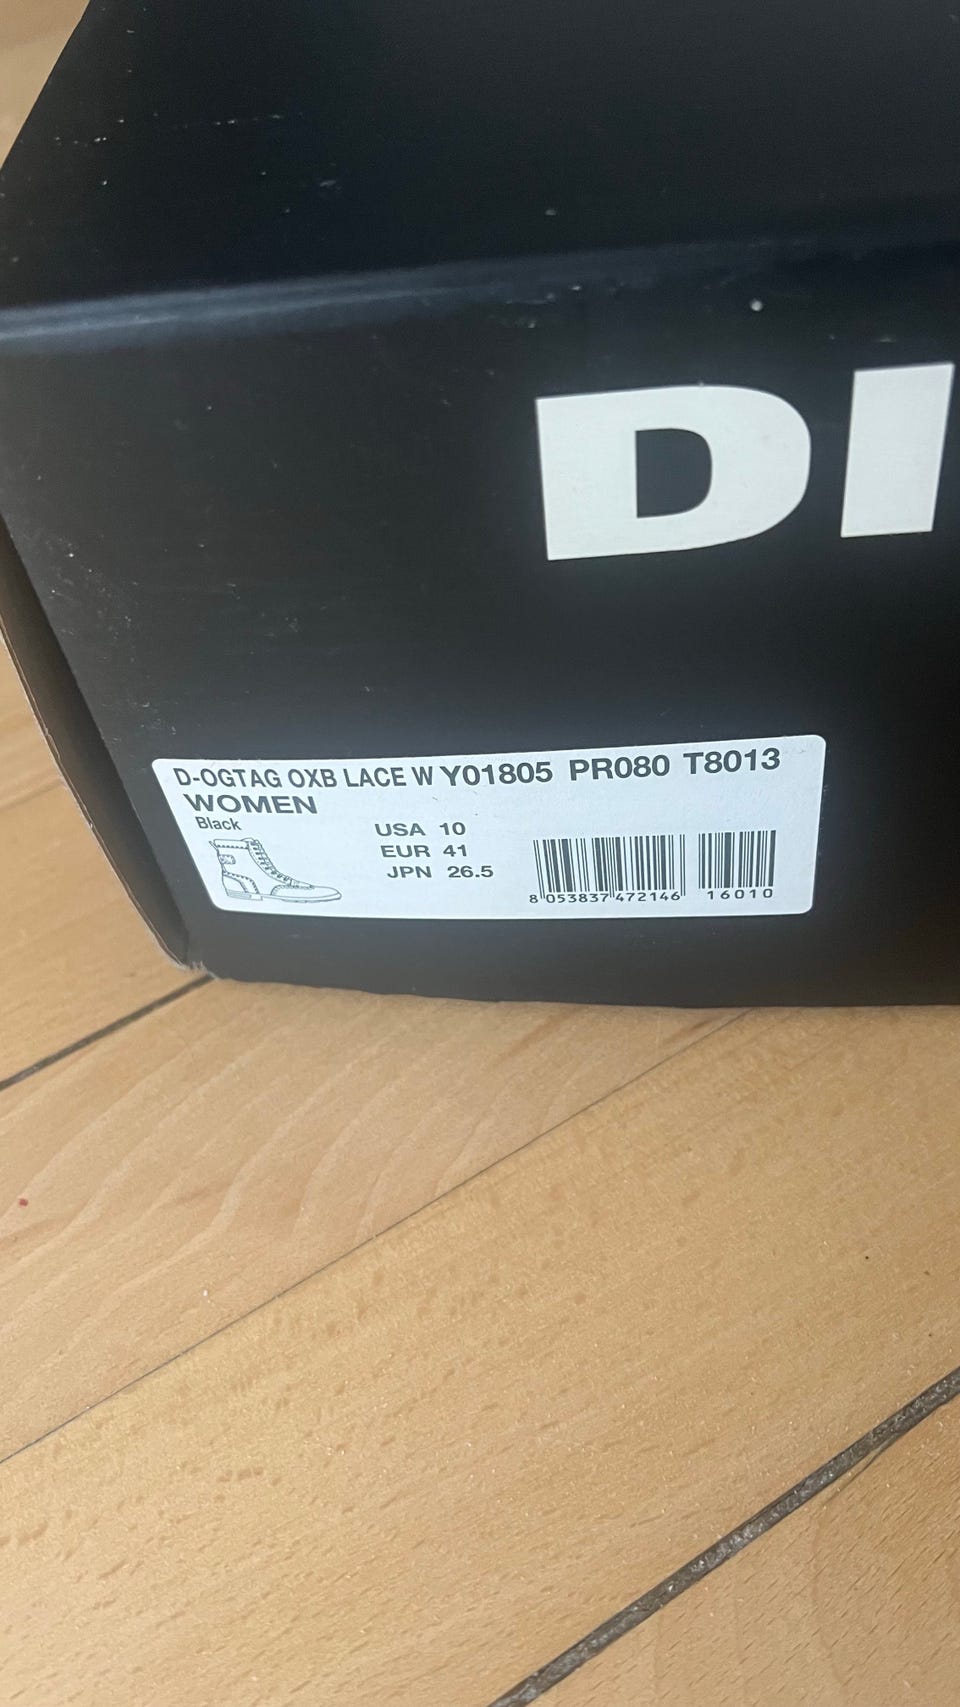 DI
D-OGTAG OXB LACE W Y01805 PR080 T8013
WOMEN
Black
USA 10
EUR 41
JPN 26.5
8 053837 472146 16010